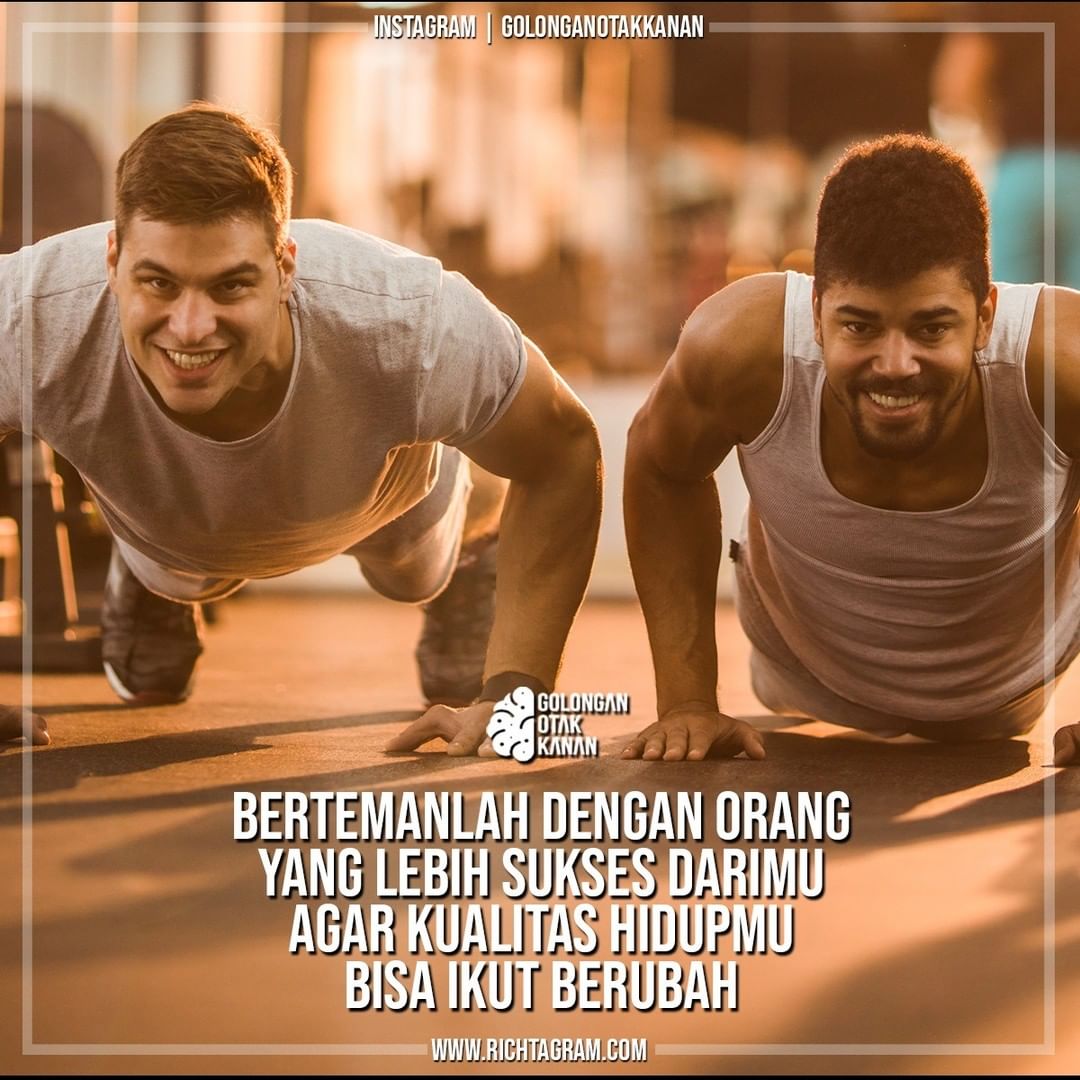 INSTAGRAM | GOLONGANOTAKKANAN
GOLONGAN
OTAK
KANAN
BERTEMANLAH DENGAN ORANG
YANG LEBIH SUKSES DARIMU
AGAR KUALITAS HIDUPMU
BISA IKUT BERUBAH
WWW.RICHTAGRAM.COM